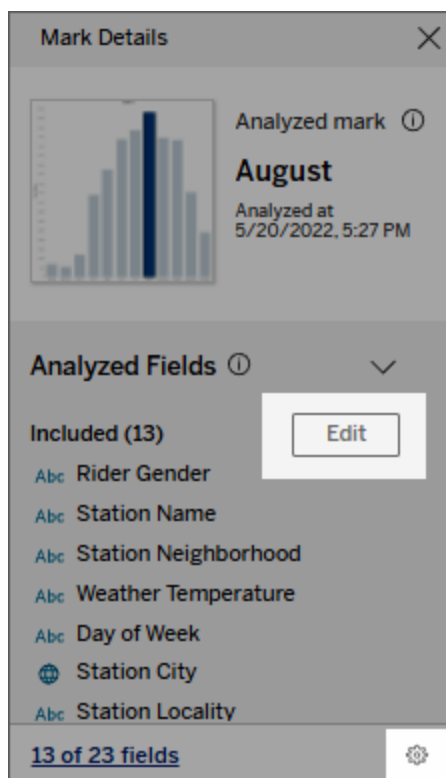 Mark Details
Analyzed mark
August
Analyzed at
5/20/2022, 5:27 PM
Analyzed Fields
Included (13)
Edit
Abc Rider Gender
Abc Station Name
Abc Station Neighborhood
Abc Weather Temperature
Abc Day of Week
Station City
Abc Station Locality
13 of 23 fields